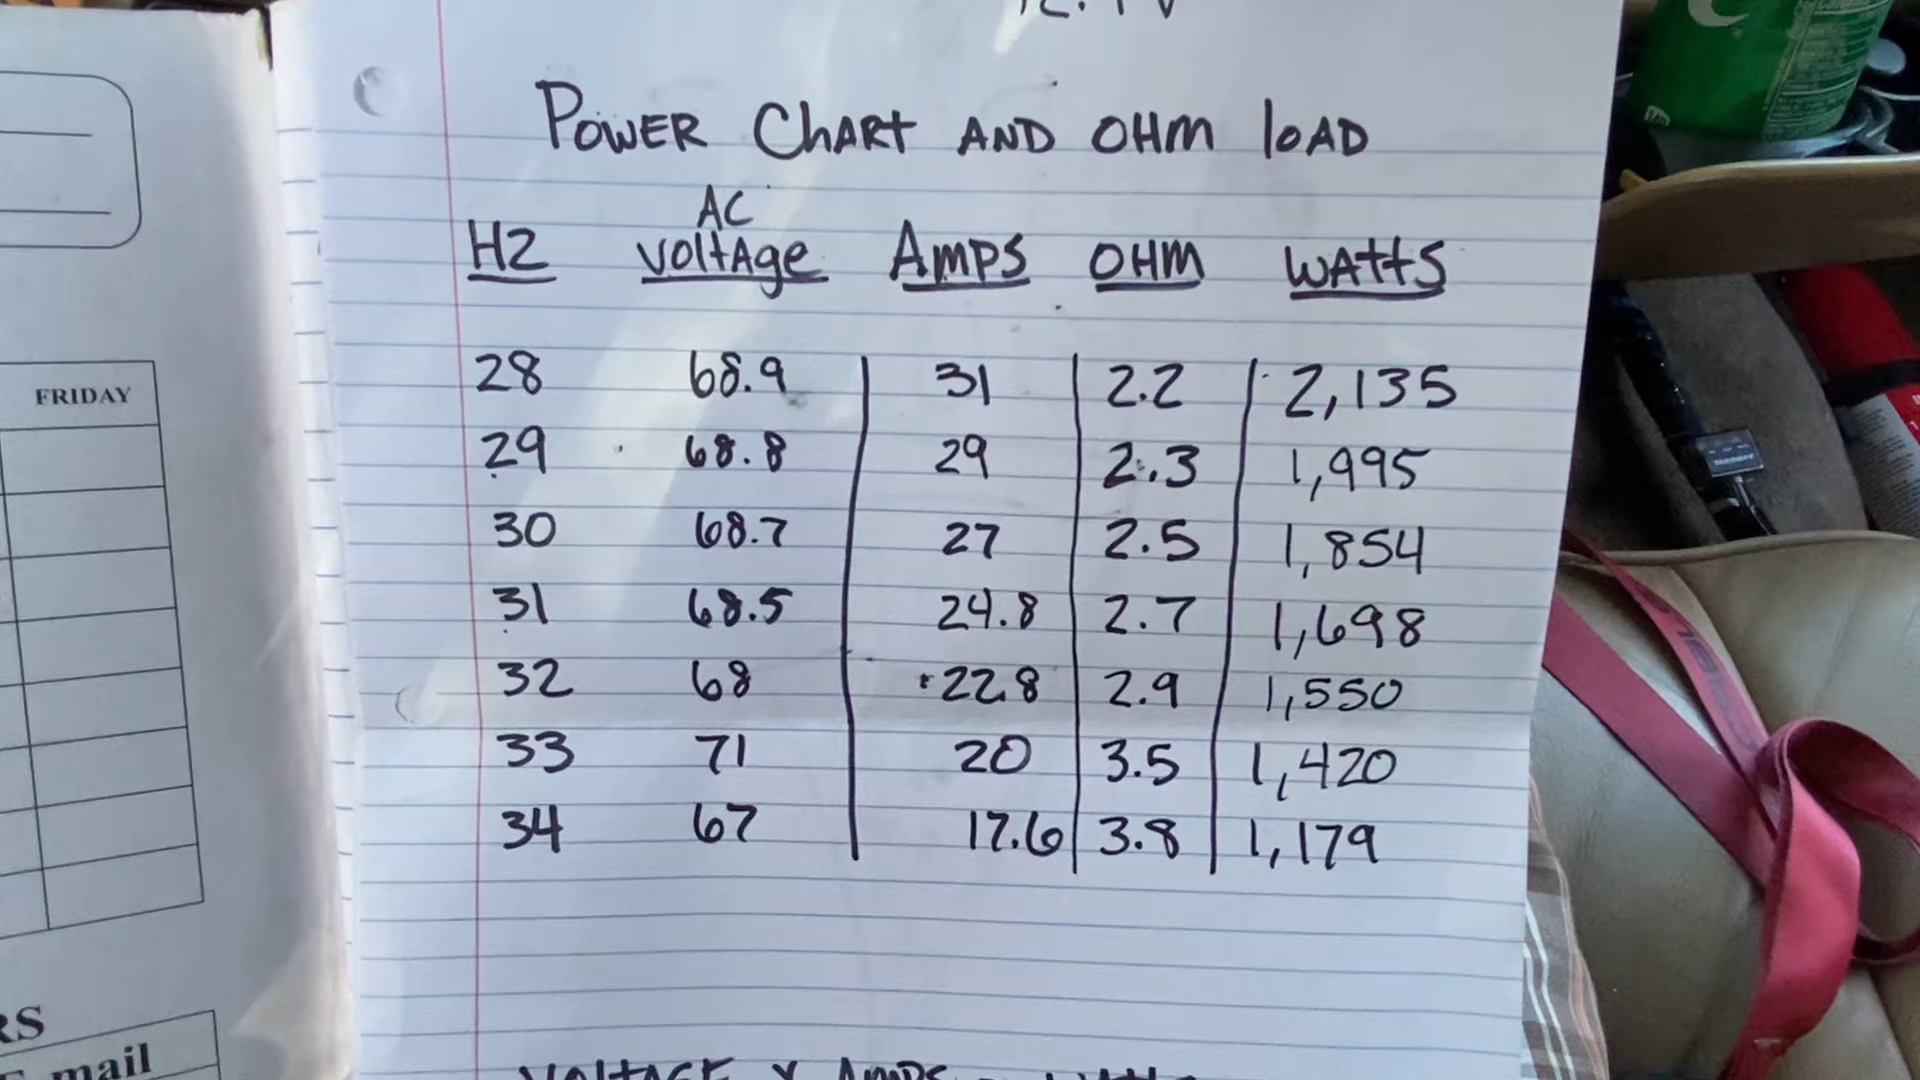 POWER ChART AND OHM lOAD
AC
HZ VOltAge AMPS OHM WAttS
28 68.9 31 2.2 2,135
29 68.8 29 2.3 1,995
30 68.7 27 2.5 1,854
31 68.5 24.8 2.7 1,698
32 68 22.8 2.9 1,550
33 71 20 3.5 1,420
34 67 17.6 3.8 1,179
FRIDAY
RS
E-mail